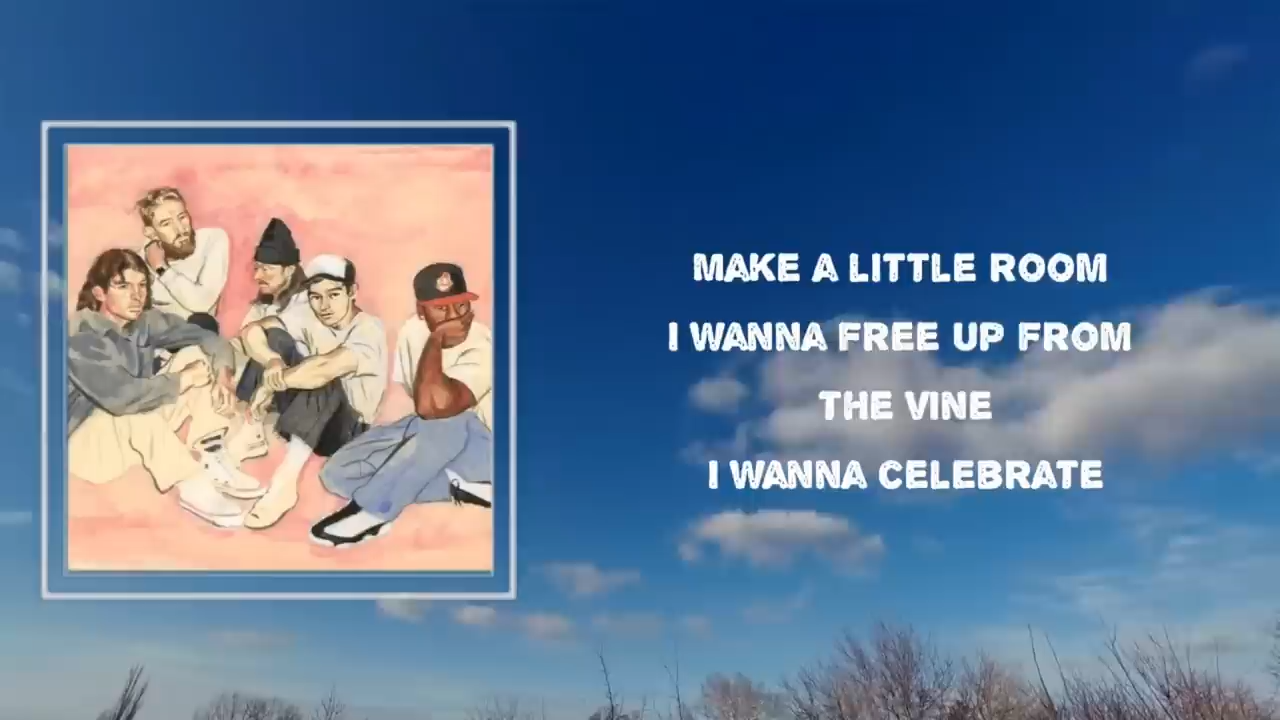 MAKE A LITTLE ROOM
I WANNA FREE UP FROM
THE VINE
I WANNA CELEBRATE